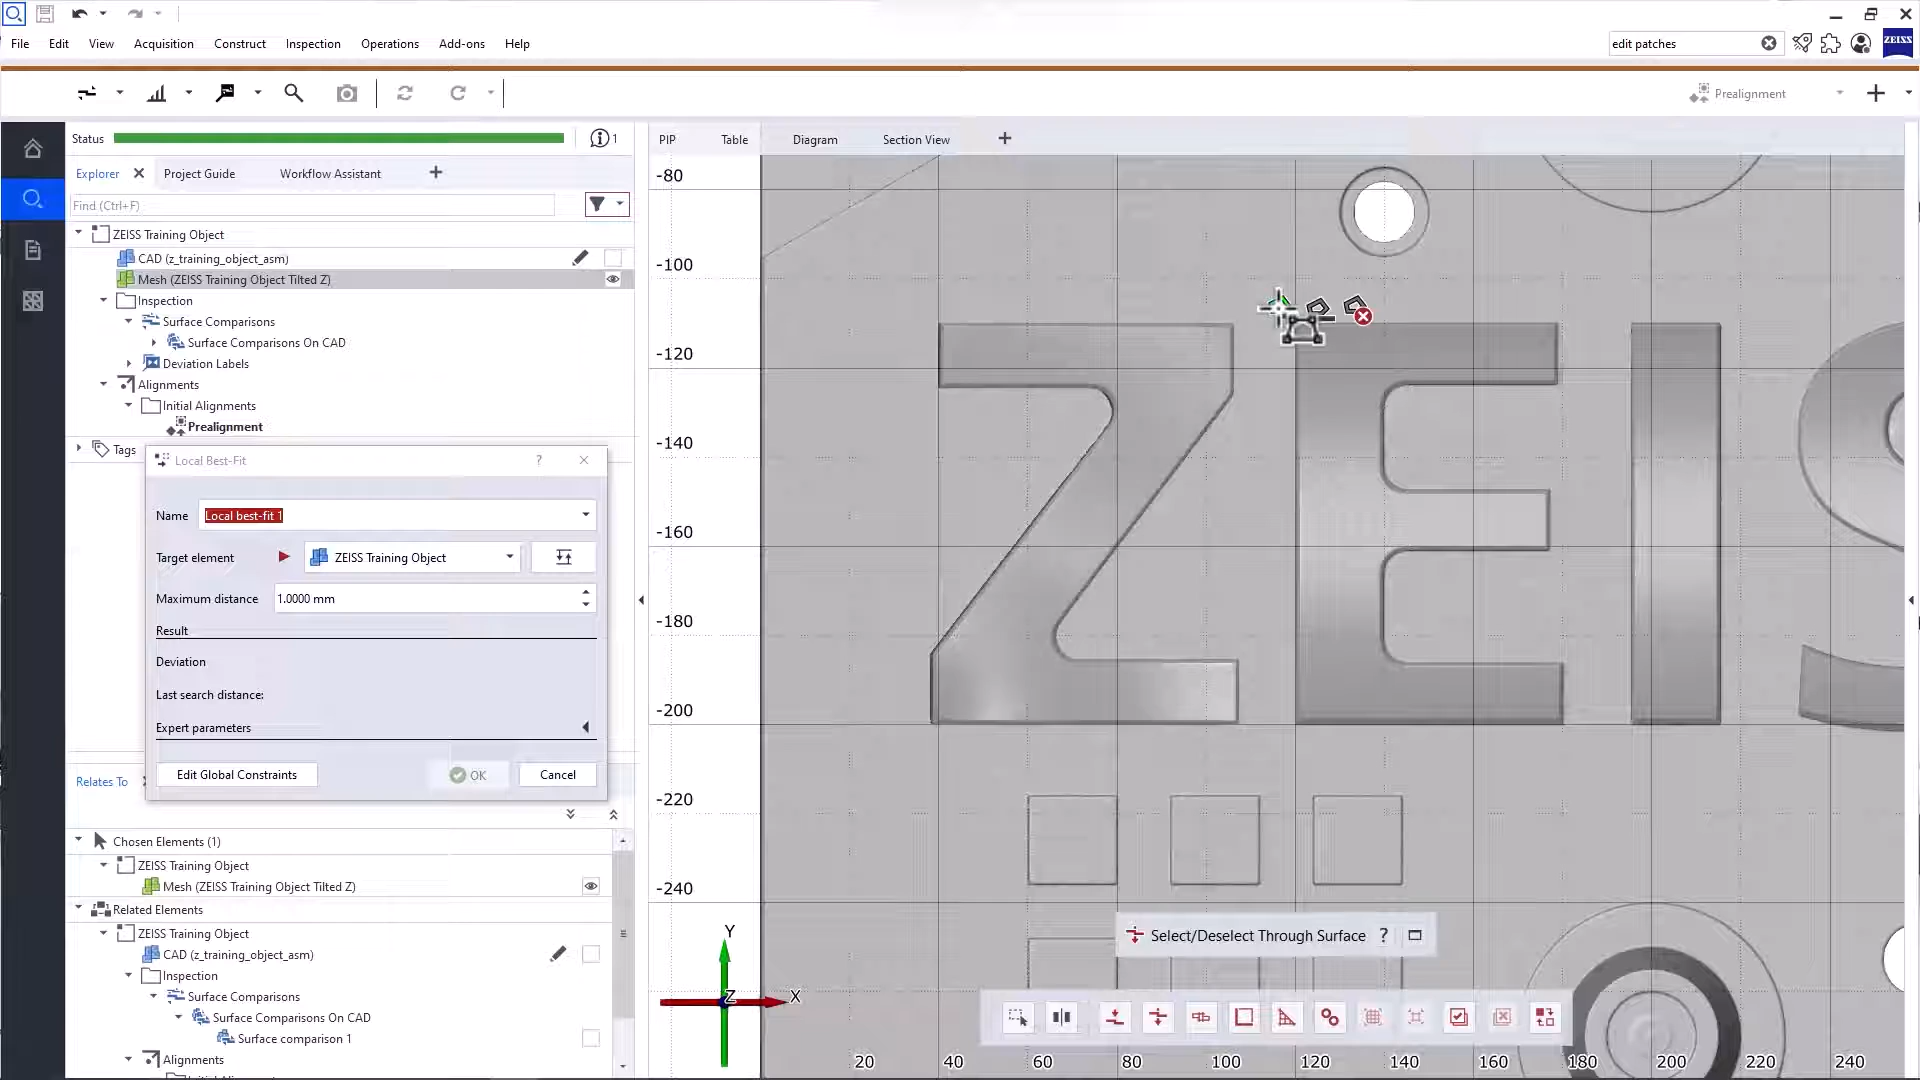 File Edit View Acquisition Construct Inspection Operations Add-ons Help
edit patches
ZEISS
Prealignment
Status
1
Explorer
Project Guide
Workflow Assistant
Find (Ctrl+F)
ZEISS Training Object
CAD (z_training_object_asm)
Mesh (ZEISS Training Object Tilted Z)
Inspection
Surface Comparisons
Surface Comparisons On CAD
Deviation Labels
Alignments
Initial Alignments
Prealignment
Tags
Local Best-Fit
?
Name
Local best-fit 1
Target element
ZEISS Training Object
Maximum distance
1.0000 mm
Result
Deviation
Last search distance:
Expert parameters
Edit Global Constraints
OK
Cancel
Relates To
Chosen Elements (1)
ZEISS Training Object
Mesh (ZEISS Training Object Tilted Z)
Related Elements
ZEISS Training Object
CAD (z_training_object_asm)
Inspection
Surface Comparisons
Surface Comparisons On CAD
Surface comparison 1
Alignments
PIP
Table
Diagram
Section View
-80
-100
-120
-140
-160
-180
-200
-220
-240
ZEIS
Y
Z
X
Select/Deselect Through Surface ?
20 40 60 80 100 120 140 160 180 200 220 240